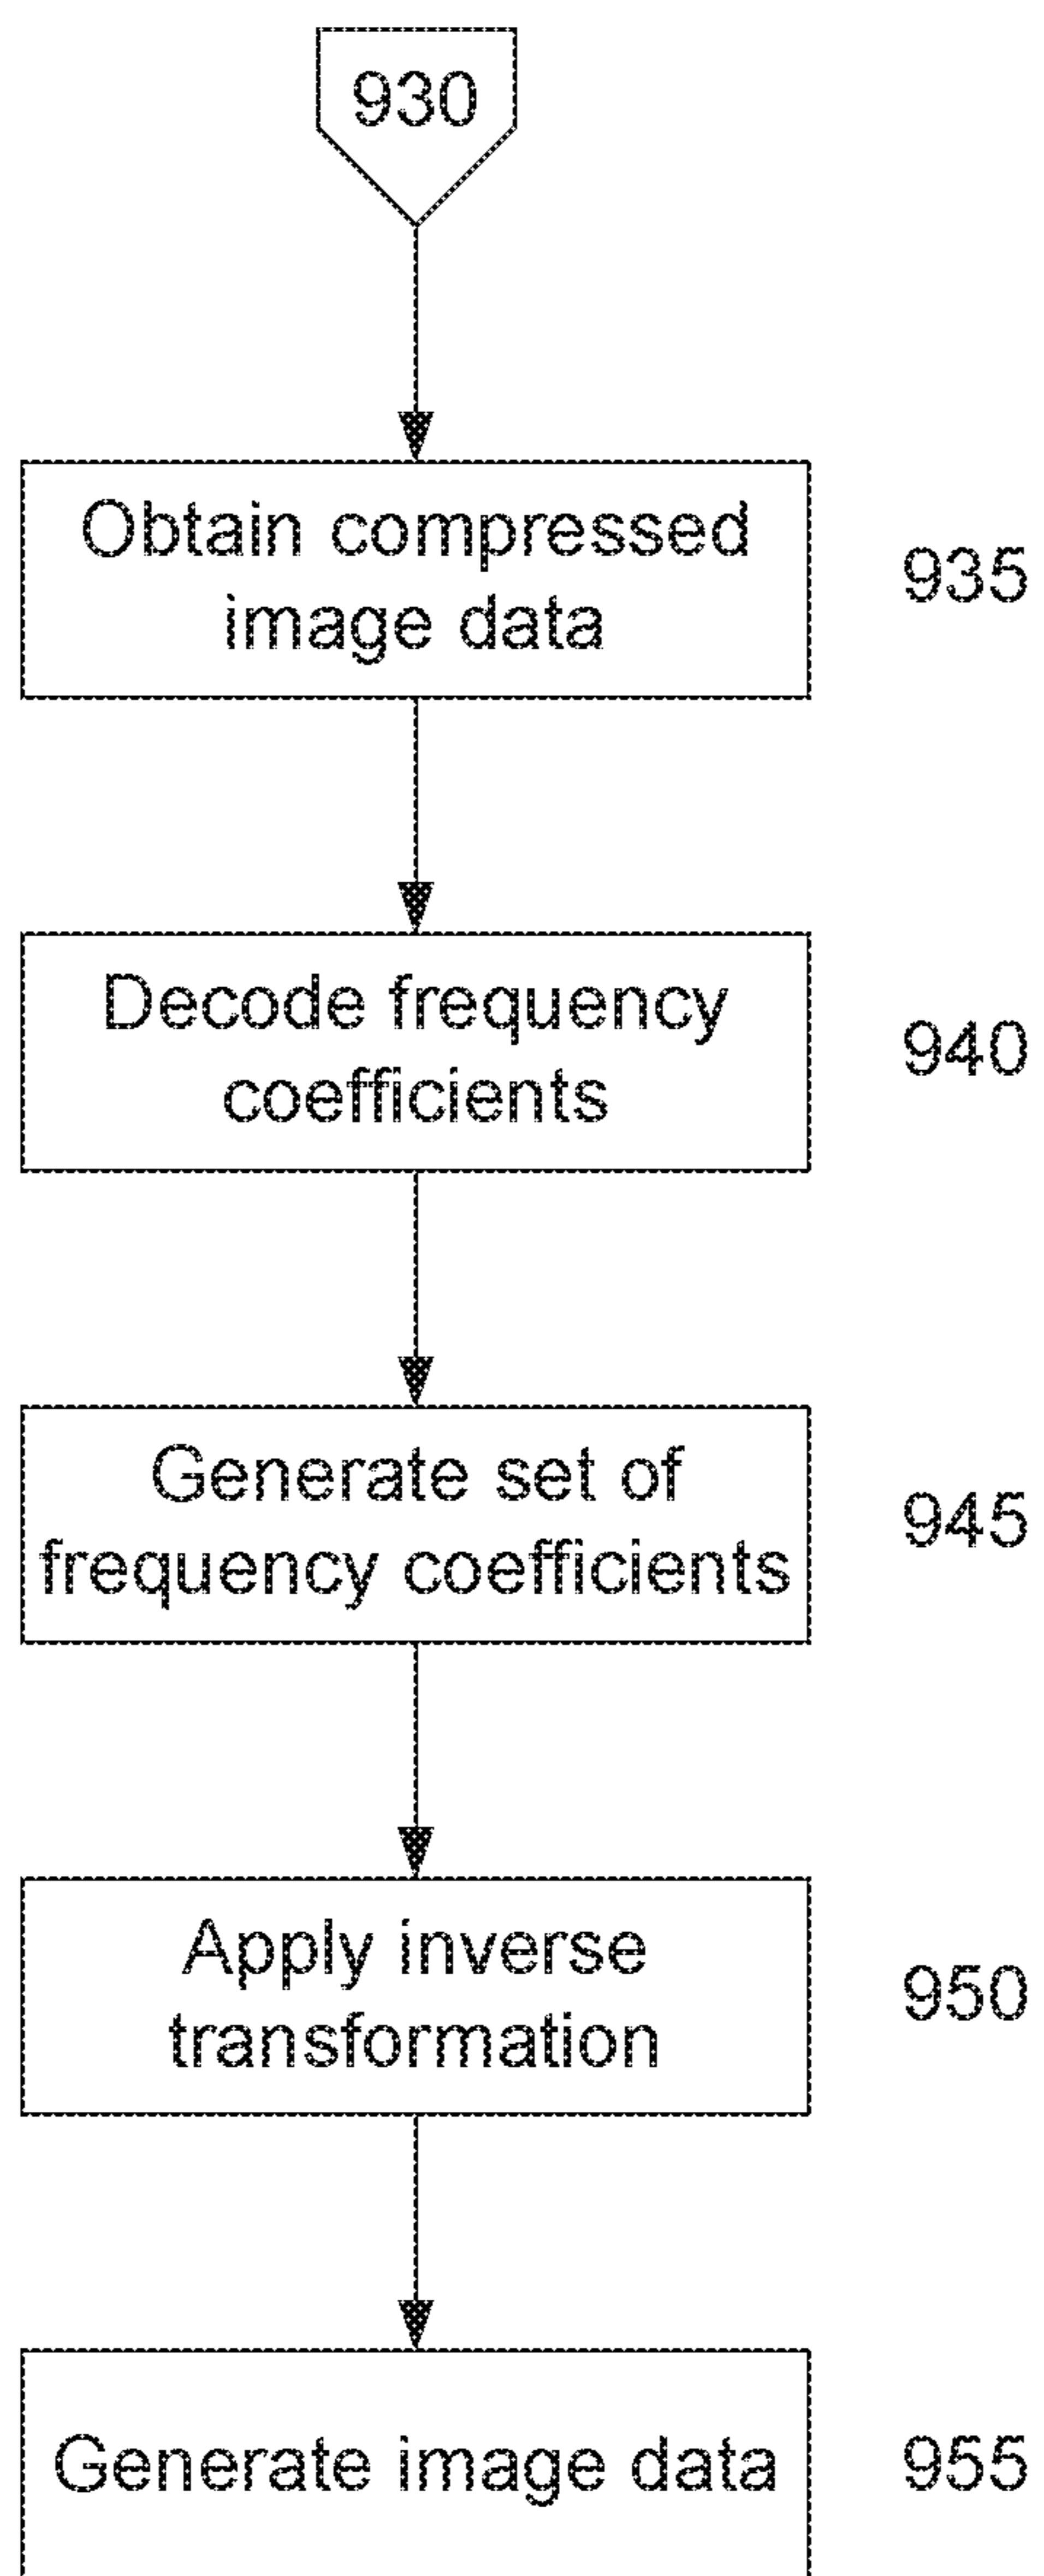 930
Obtain compressed
image data
935
Decode frequency
coefficients
940
Generate set of
frequency coefficients
945
Apply inverse
transformation
950
Generate image data
955